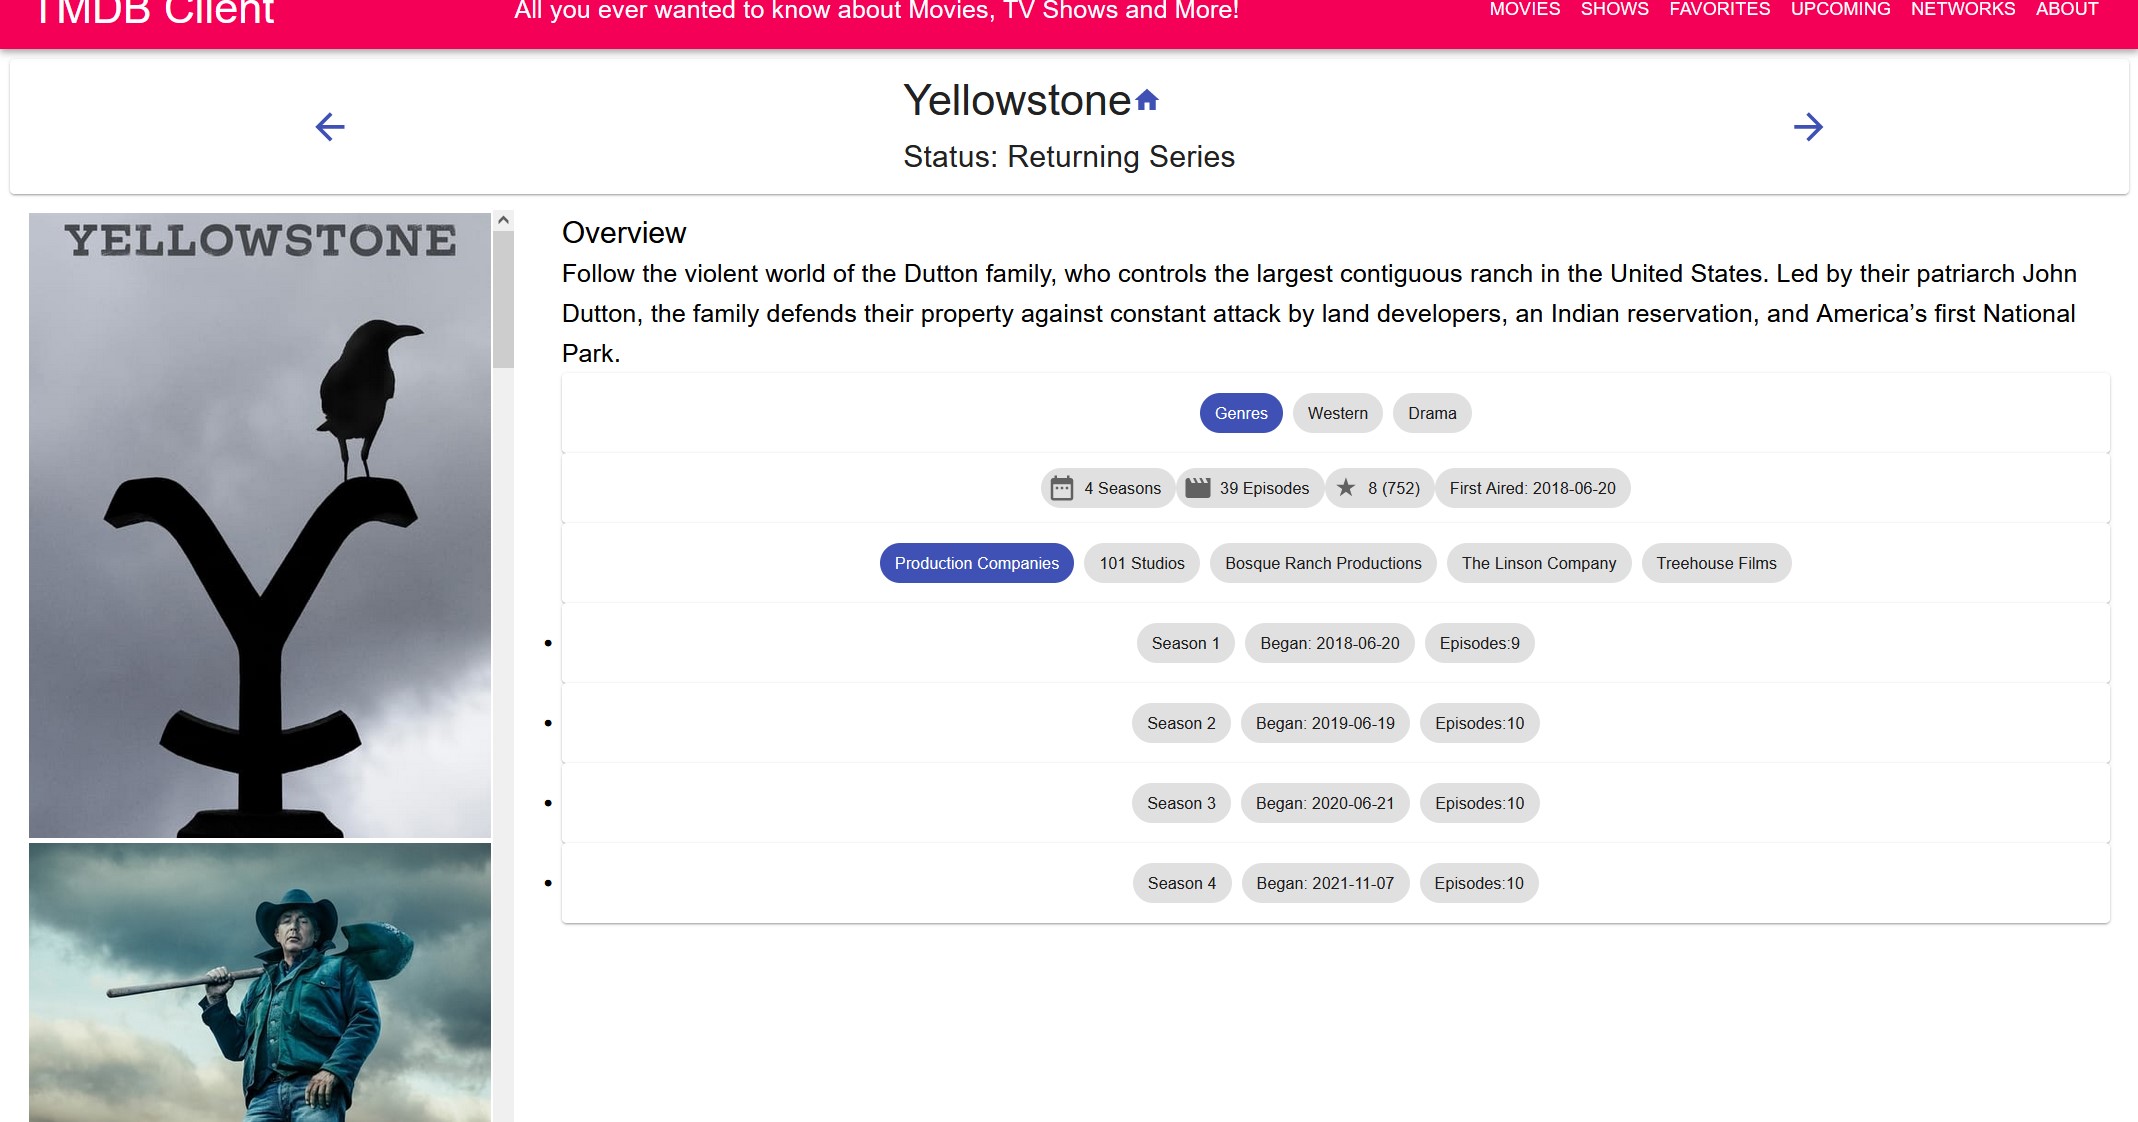 TMDB Client
All you ever wanted to know about Movies, TV Shows and More!
MOVIES SHOWS FAVORITES UPCOMING NETWORKS ABOUT
Yellowstone
Status: Returning Series
YELLOWSTONE
Overview
Follow the violent world of the Dutton family, who controls the largest contiguous ranch in the United States. Led by their patriarch John
Dutton, the family defends their property against constant attack by land developers, an Indian reservation, and America’s first National
Park.
Genres Western Drama
4 Seasons 39 Episodes 8 (752) First Aired: 2018-06-20
Production Companies 101 Studios Bosque Ranch Productions The Linson Company Treehouse Films
Season 1 Began: 2018-06-20 Episodes:9
Season 2 Began: 2019-06-19 Episodes:10
Season 3 Began: 2020-06-21 Episodes:10
Season 4 Began: 2021-11-07 Episodes:10